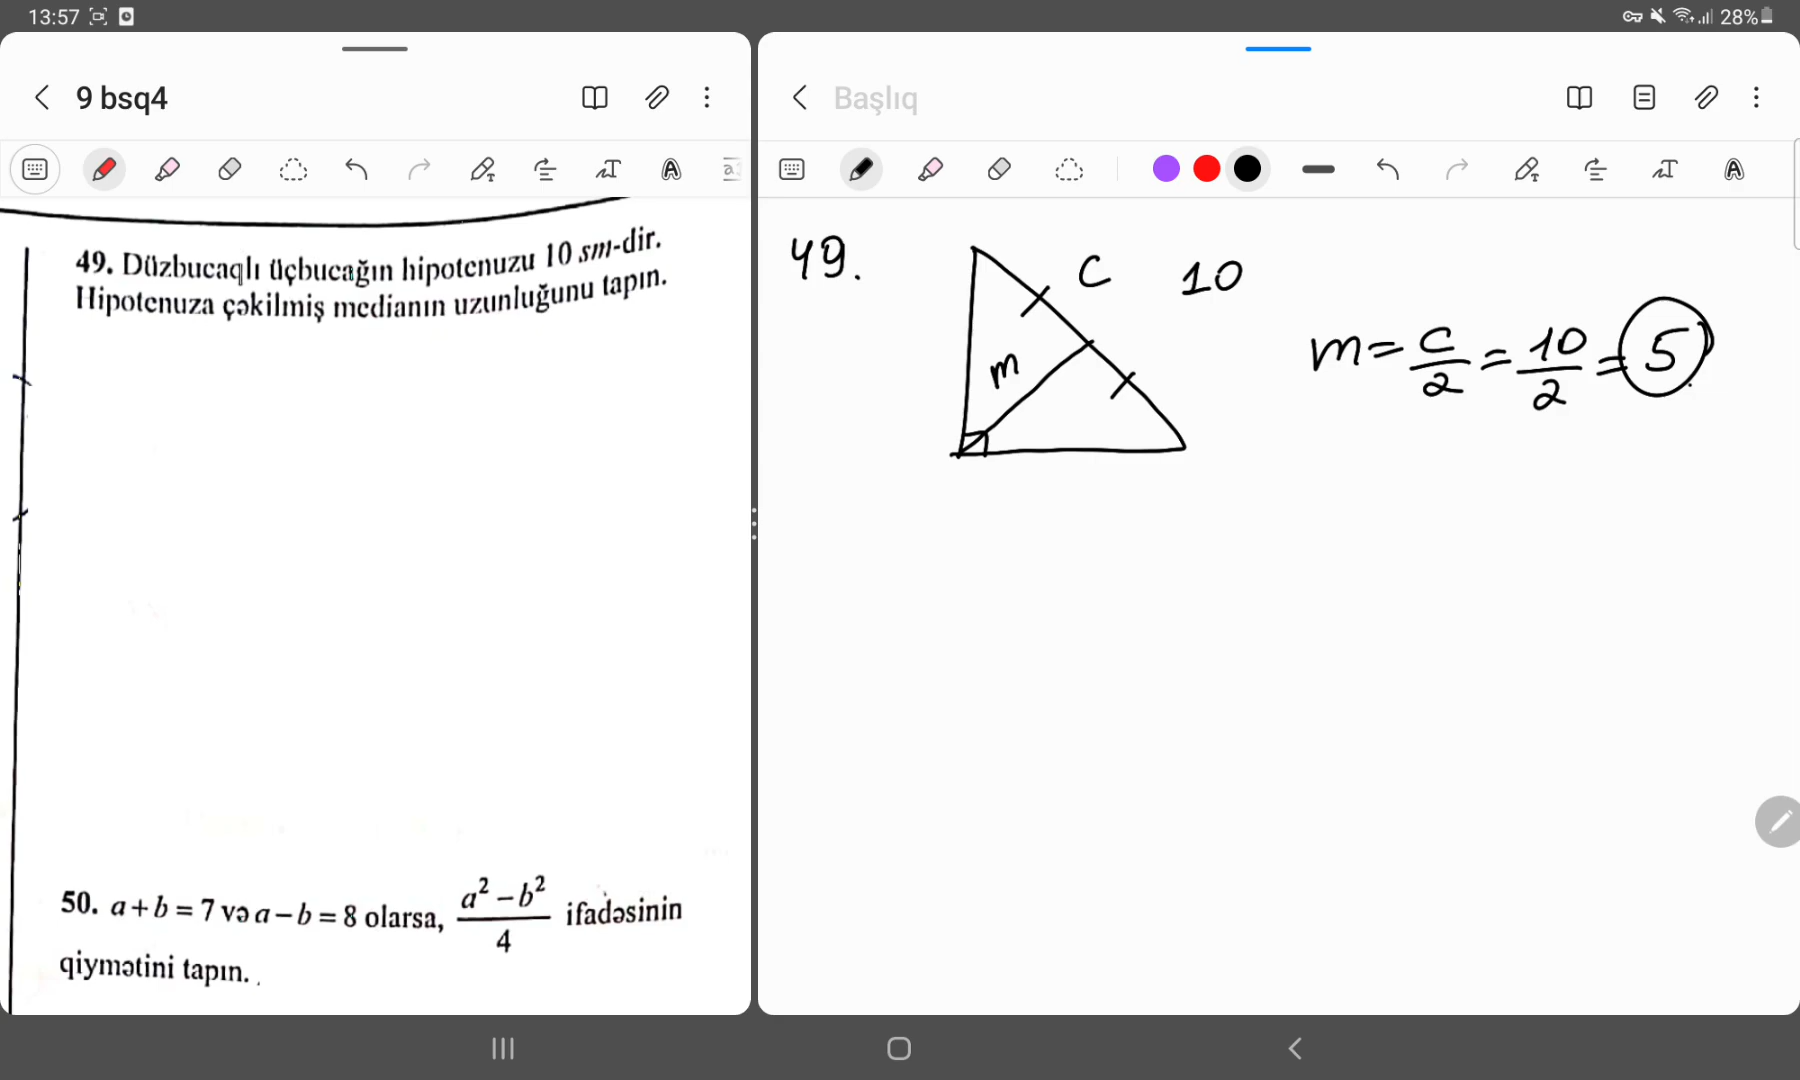 13:57
28%
9 bsq4
Başlıq
49. Düzbucaqlı üçbucağın hipotenuzu 10 sm-dir.
Hipotenuza çəkilmiş medianın uzunluğunu tapın.
50. a+b=7 və a−b=8 olarsa, (a²−b²)/4 ifadəsinin
qiymətini tapın.
49.
c 10
m
m=c/2=10/2=5